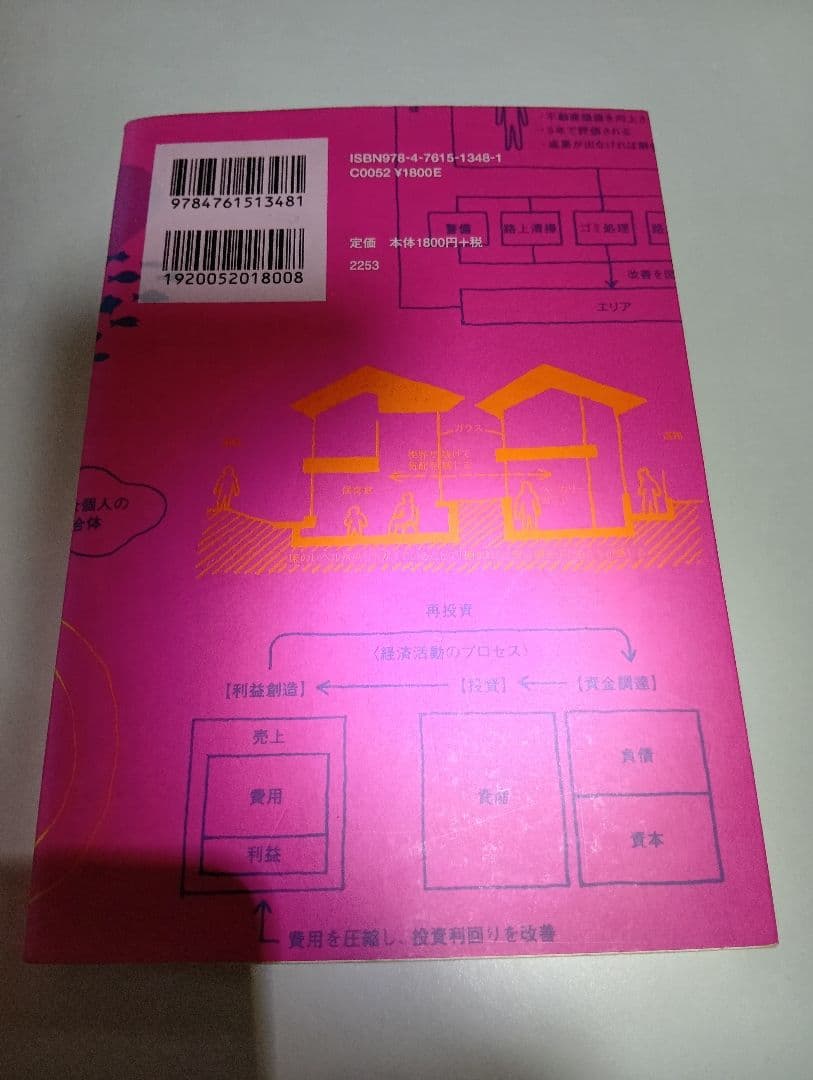 ISBN978-4-7615-1348-1
C0052 ¥1800E
9784761513481
定価 本体1800円+税
1920052018008
2253
不動産価値を向上さ
・5年で評価される
・成果が出なければ解
警備
路上清掃
ゴミ処理
改善を図
エリア
ガラス
保育室
個人の
合体
再投資
〈経済活動のプロセス〉
【利益創造】
【投資】
【資金調達】
売上
費用
利益
資産
負債
資本
費用を圧縮し、投資利回りを改善